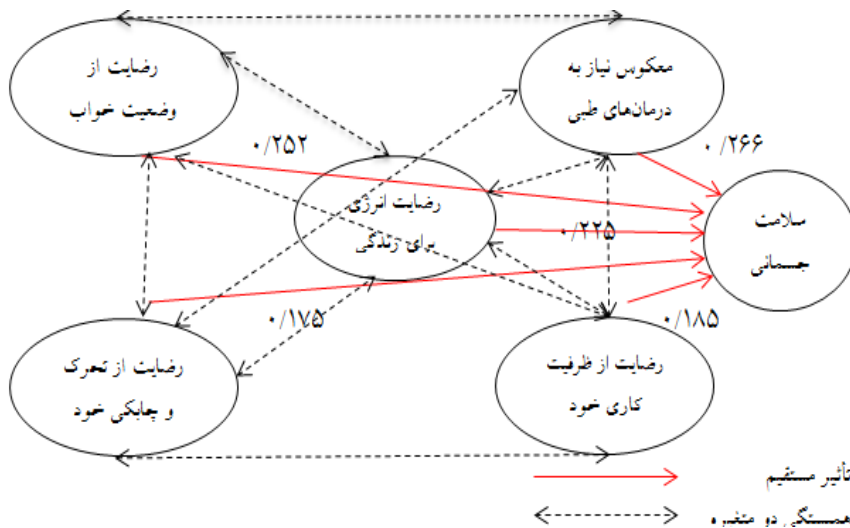 رضایت از
وضعیت خواب
معکوس نیاز به
درمان‌های طبی
۰/۲۵۲
۰/۲۶۶
رضایت انرژی
برای زندگی
۰/۲۲۵
سلامت
جسمانی
۰/۱۷۵
۰/۱۸۵
رضایت از تحرک
و چابکی خود
رضایت از ظرفیت
کاری خود
تأثیر مستقیم
همبستگی دو متغیره